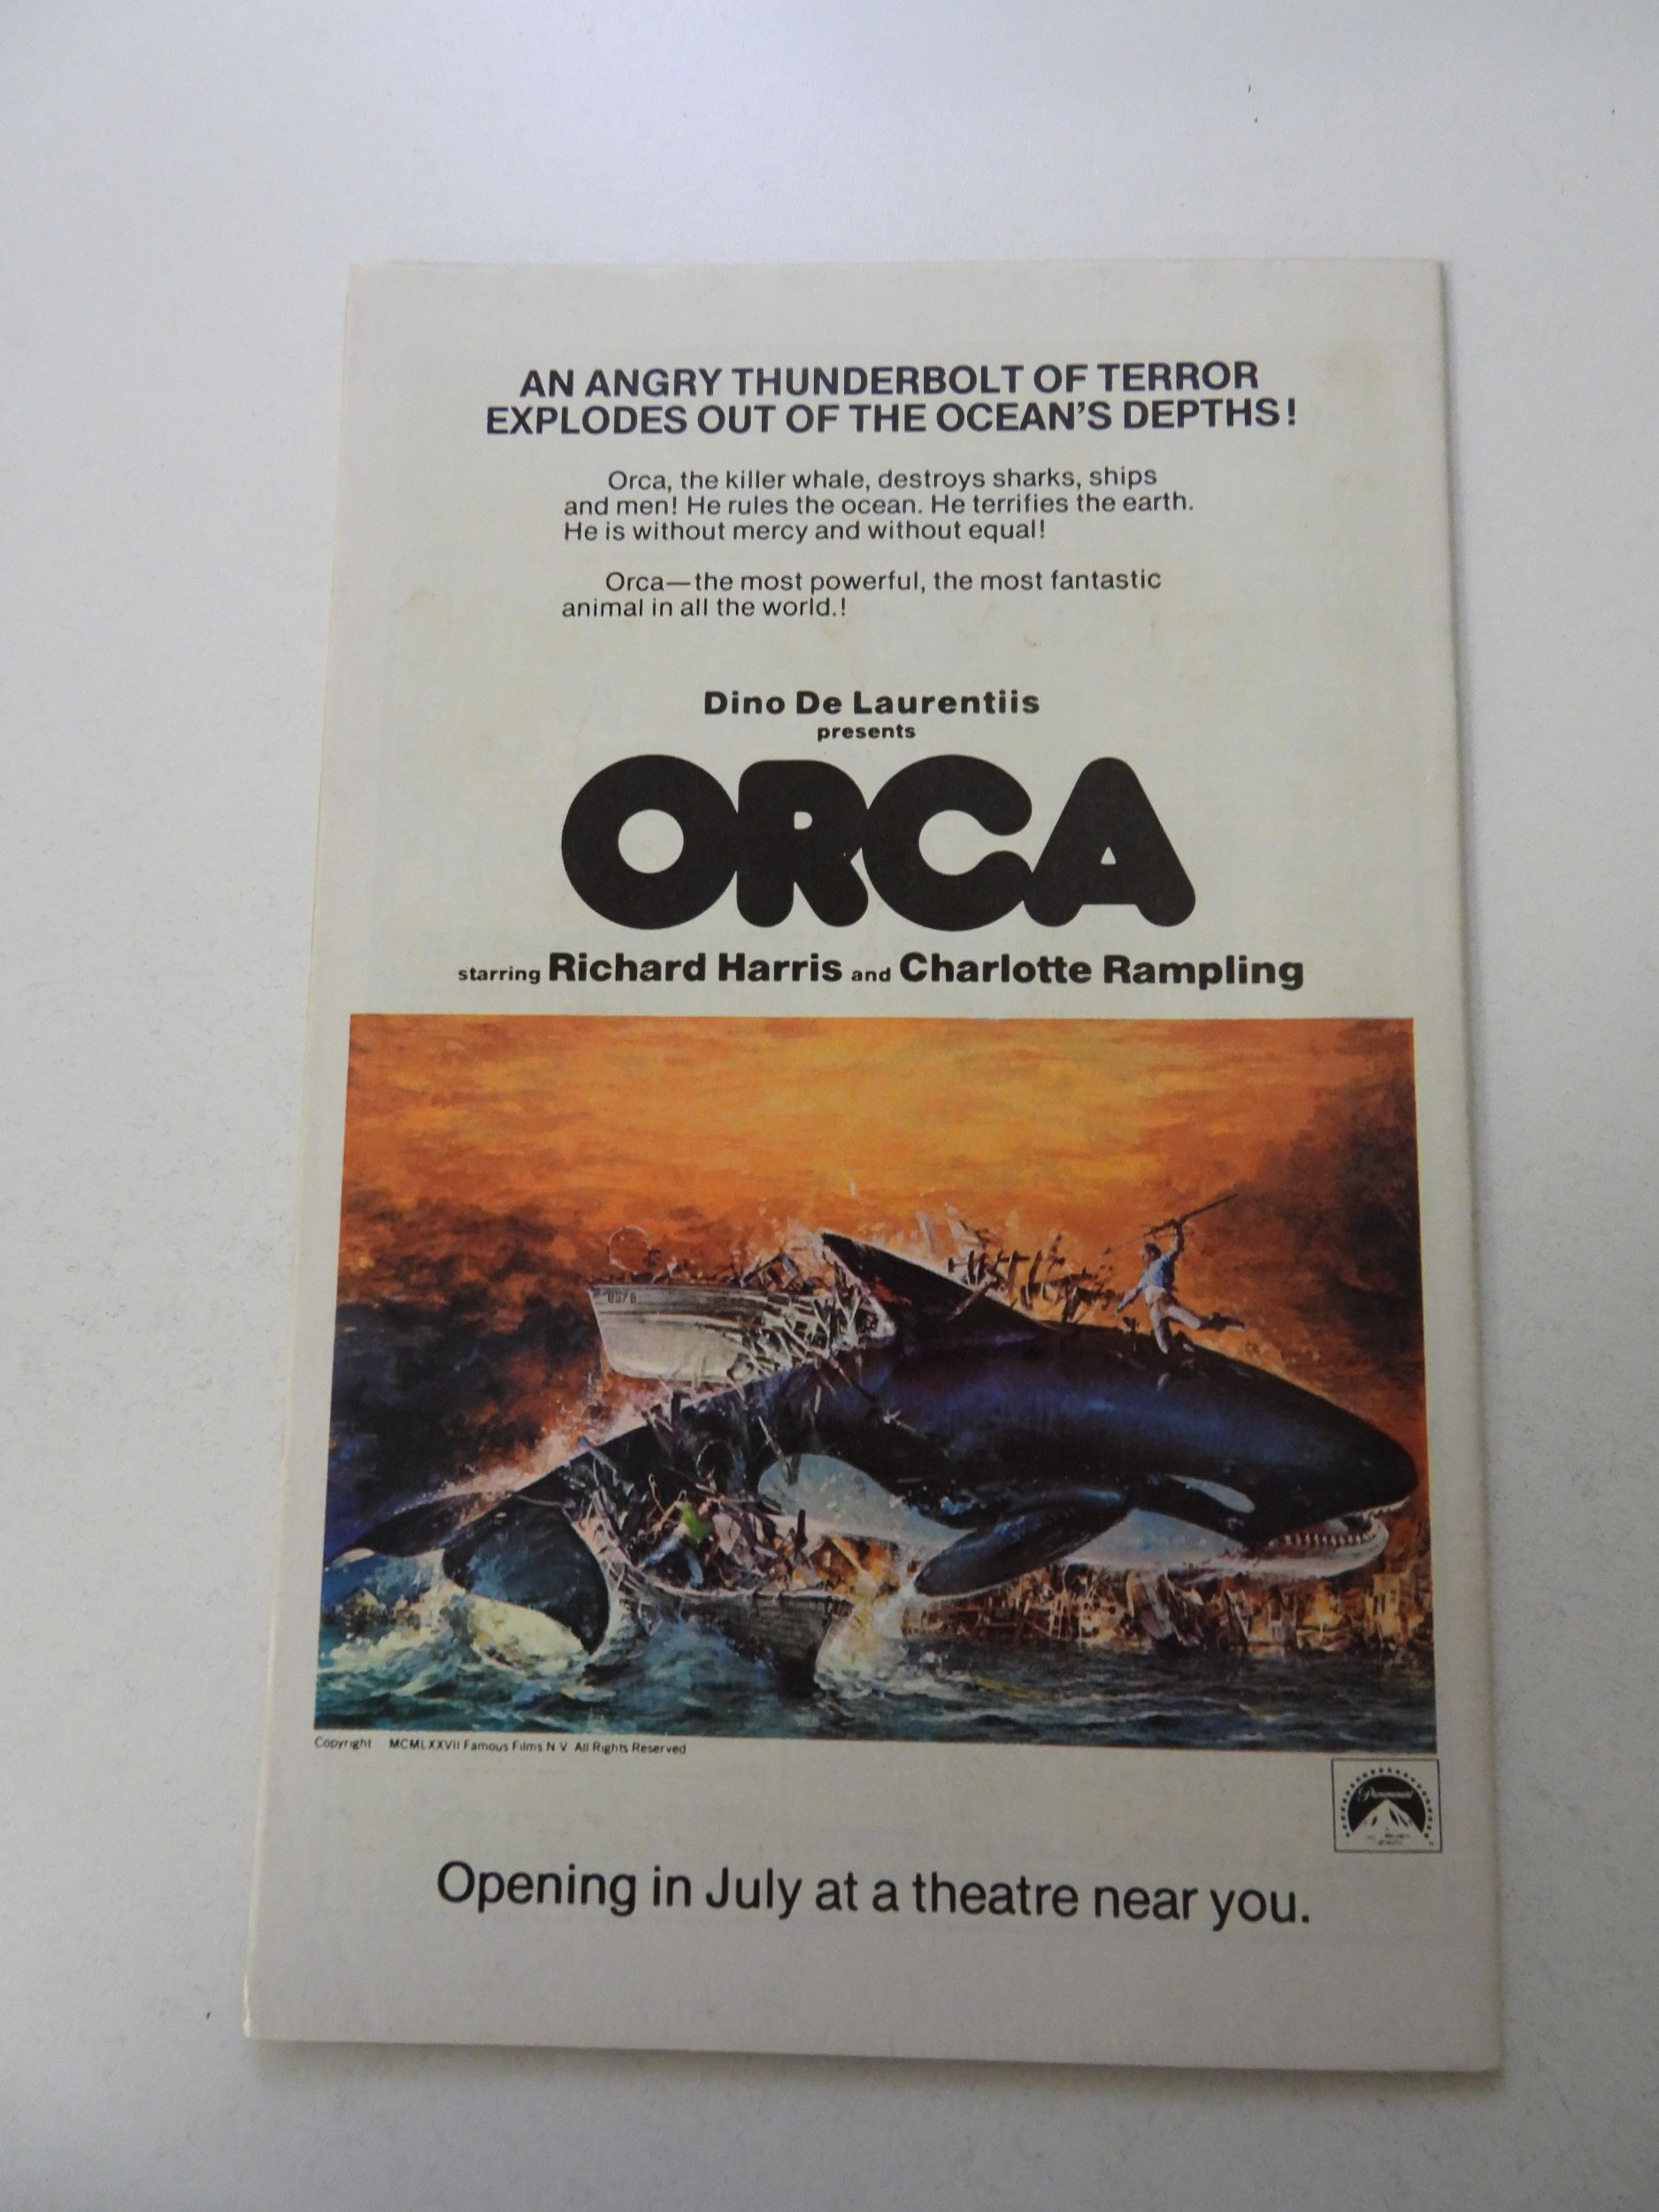 AN ANGRY THUNDERBOLT OF TERROR
EXPLODES OUT OF THE OCEAN'S DEPTHS!
Orca, the killer whale, destroys sharks, ships
and men! He rules the ocean. He terrifies the earth.
He is without mercy and without equal!
Orca—the most powerful, the most fantastic
animal in all the world.!
Dino De Laurentiis
presents
ORCA
starring Richard Harris and Charlotte Rampling
Copyright MCMLXXVII Famous Films N V All Rights Reserved
Paramount
Opening in July at a theatre near you.